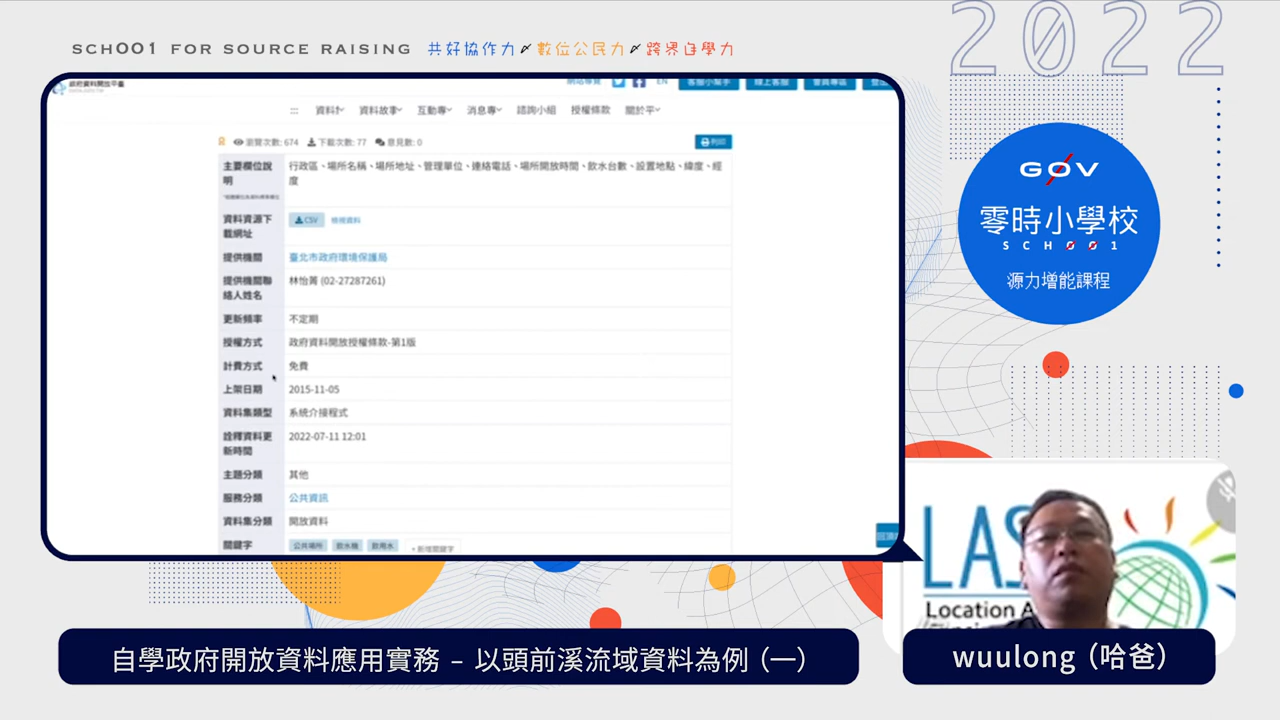 SCH001 FOR SOURCE RAISING 共好協作力 數位公民力 跨界自學力
2022
政府資料開放平臺
EN
資料故事 互動專 消息專 諮詢小組 授權條款 關於平
瀏覽次數: 674 下載次數: 77 意見數: 0
列印
主要欄位說明
行政區、場所名稱、場所地址、管理單位、連絡電話、場所開放時間、飲水台數、設置地點、緯度、經度
資料資源下載網址
CSV 檢視資料
提供機關
臺北市政府環境保護局
提供機關聯絡人姓名
林怡菁 (02-27287261)
更新頻率
不定期
授權方式
政府資料開放授權條款-第1版
計費方式
免費
上架日期
2015-11-05
資料集類型
系統介接程式
詮釋資料更新時間
2022-07-11 12:01
主題分類
其他
服務分類
公共資訊
資料集分類
開放資料
關鍵字
公共場所 飲水機 飲用水 +新增關鍵字
G0V
零時小學校
SCH001
源力增能課程
LAS
Location A
自學政府開放資料應用實務 – 以頭前溪流域資料為例 (一)
wuulong (哈爸)